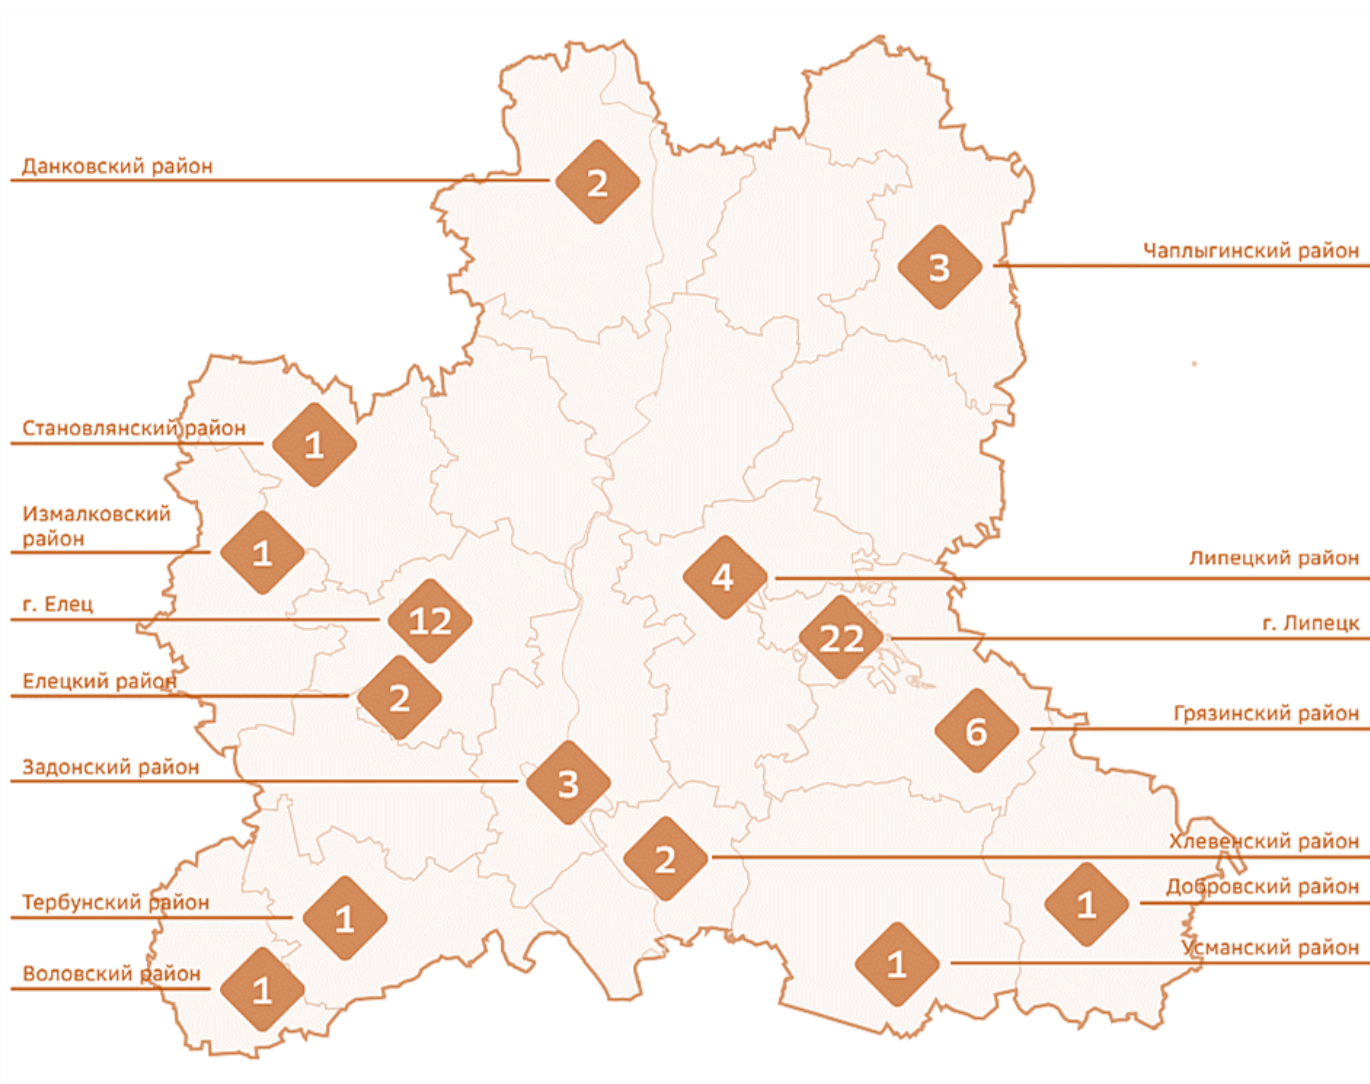 Данковский район
2
3
Чаплыгинский район
Становлянский район
1
Измалковский
район
1
Липецкий район
4
г. Елец
12
г. Липецк
22
Елецкий район
2
Грязинский район
6
Задонский район
3
Хлевенский район
2
Добровский район
1
Тербунский район
1
Усманский район
1
Воловский район
1